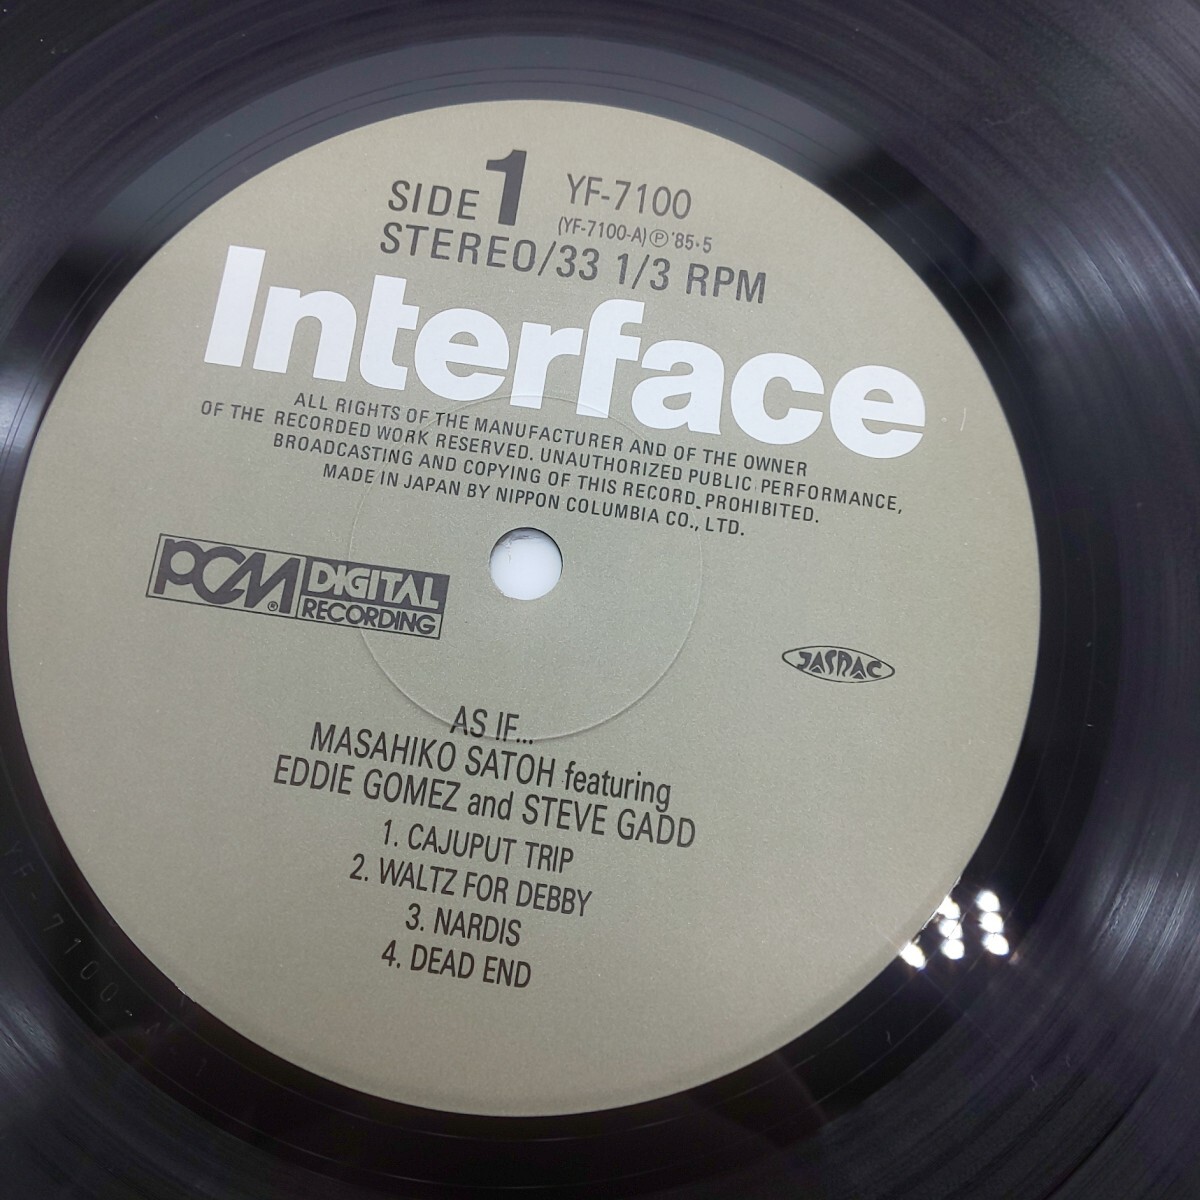 SIDE 1 YF-7100
(YF-7100-A)Ⓟ'85・5
STEREO/33 1/3 RPM
Interface
ALL RIGHTS OF THE MANUFACTURER AND OF THE OWNER
OF THE RECORDED WORK RESERVED. UNAUTHORIZED PUBLIC PERFORMANCE,
BROADCASTING AND COPYING OF THIS RECORD PROHIBITED.
MADE IN JAPAN BY NIPPON COLUMBIA CO., LTD.
PCM® DIGITAL
RECORDING
JASRAC
AS IF...
MASAHIKO SATOH featuring
EDDIE GOMEZ and STEVE GADD
1. CAJUPUT TRIP
2. WALTZ FOR DEBBY
3. NARDIS
4. DEAD END
YF-7100